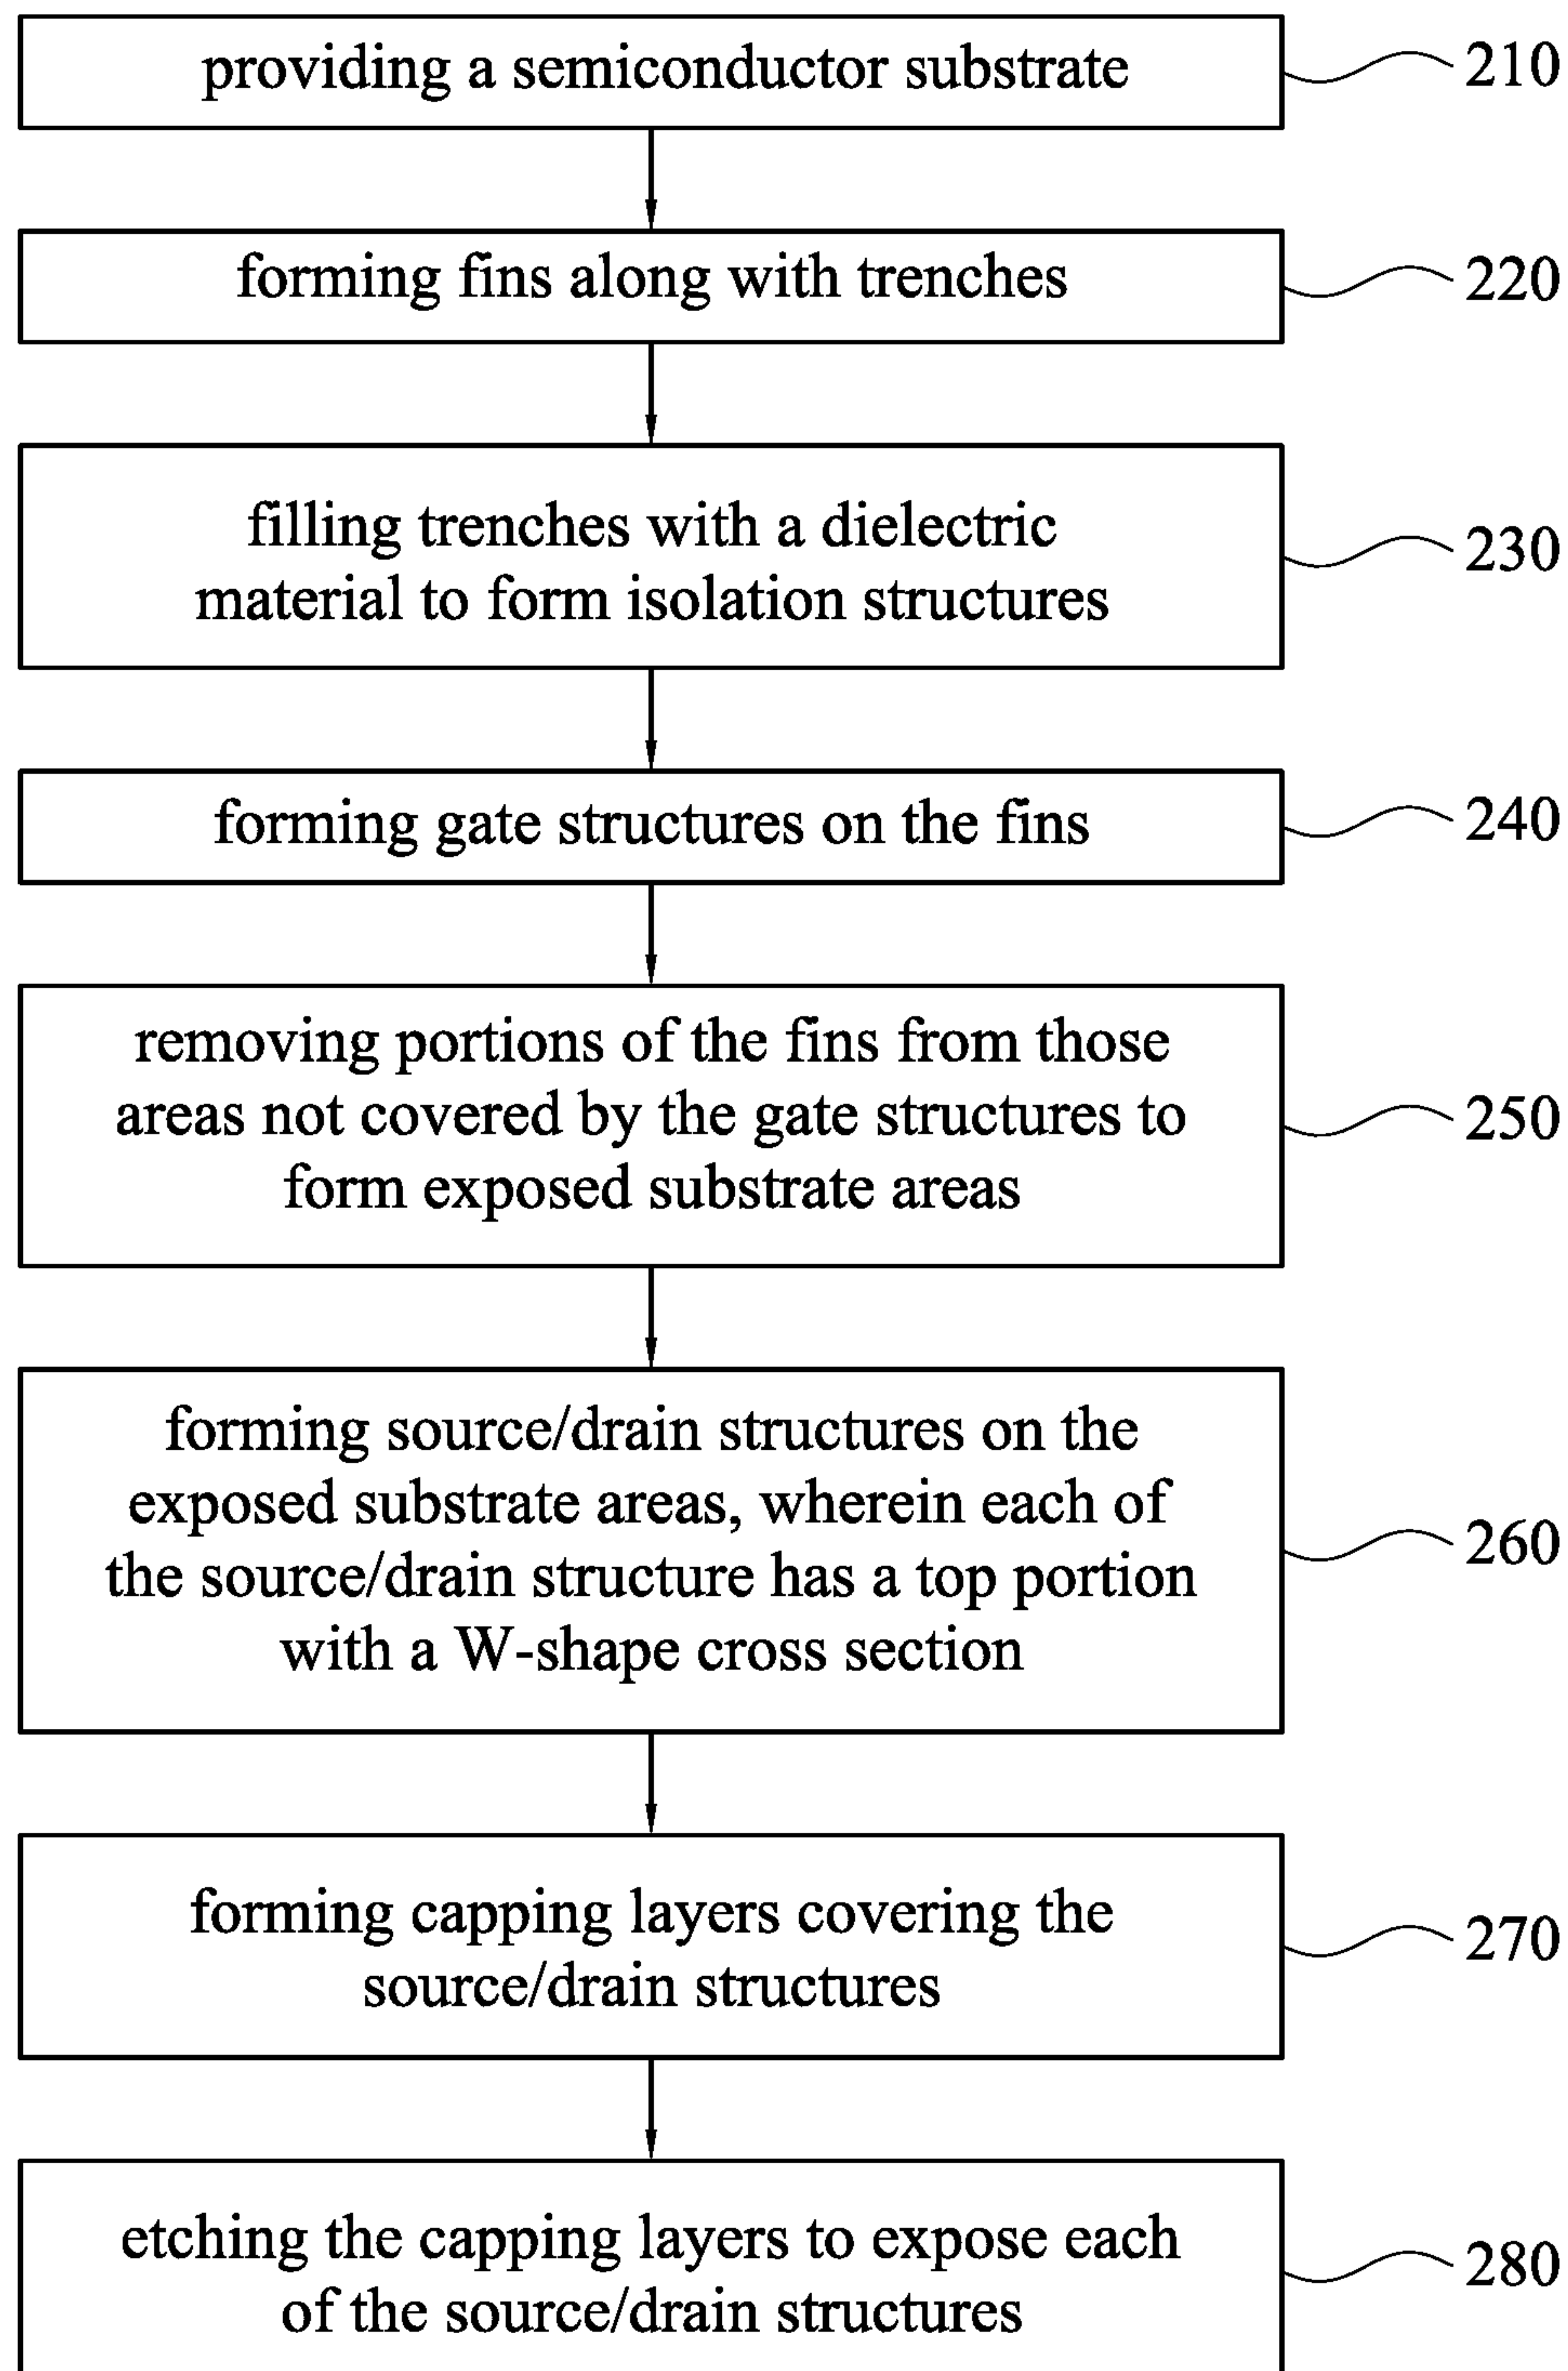 providing a semiconductor substrate
210
forming fins along with trenches
220
filling trenches with a dielectric
material to form isolation structures
230
forming gate structures on the fins
240
removing portions of the fins from those
areas not covered by the gate structures to
form exposed substrate areas
250
forming source/drain structures on the
exposed substrate areas, wherein each of
the source/drain structure has a top portion
with a W-shape cross section
260
forming capping layers covering the
source/drain structures
270
etching the capping layers to expose each
of the source/drain structures
280